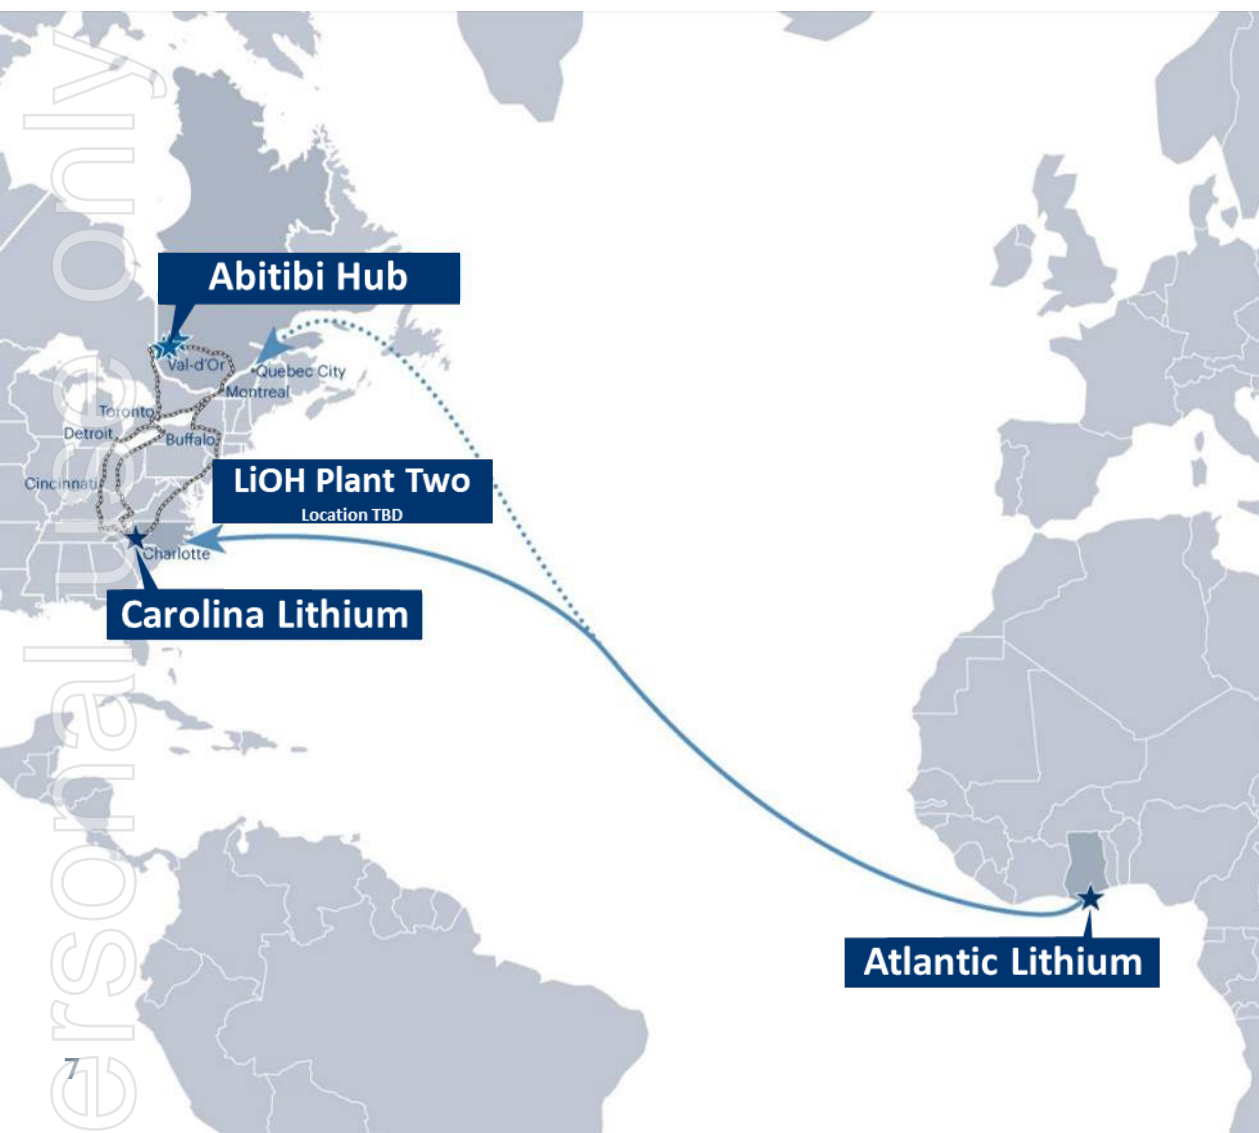 ersonal use only
Abitibi Hub
Val-d'Or
Quebec City
Montreal
Toronto
Detroit
Buffalo
Cincinnati
LiOH Plant Two
Location TBD
Charlotte
Carolina Lithium
Atlantic Lithium
7